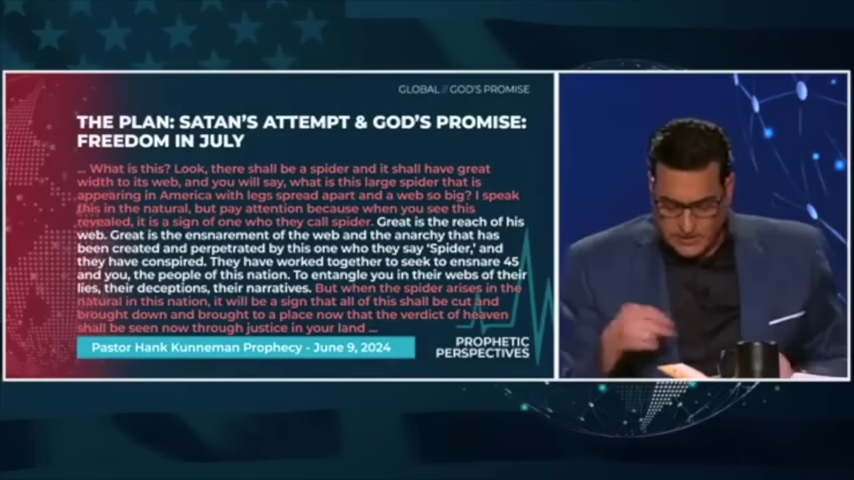 GLOBAL // GOD'S PROMISE
THE PLAN: SATAN'S ATTEMPT & GOD'S PROMISE:
FREEDOM IN JULY
... What is this? Look, there shall be a spider and it shall have great
width to its web, and you will say, what is this large spider that is
appearing in America with legs spread apart and a web so big? I speak
this in the natural, but pay attention because when you see this
revealed, it is a sign of one who they call spider. Great is the reach of his
web. Great is the ensnarement of the web and the anarchy that has
been created and perpetrated by this one who they say 'Spider,' and
they have conspired. They have worked together to seek to ensnare 45
and you, the people of this nation. To entangle you in their webs of their
lies, their deceptions, their narratives. But when the spider arises in the
natural in this nation, it will be a sign that all of this shall be cut and
brought down and brought to a place now that the verdict of heaven
shall be seen now through justice in your land ...
Pastor Hank Kunneman Prophecy - June 9, 2024
PROPHETIC
PERSPECTIVES